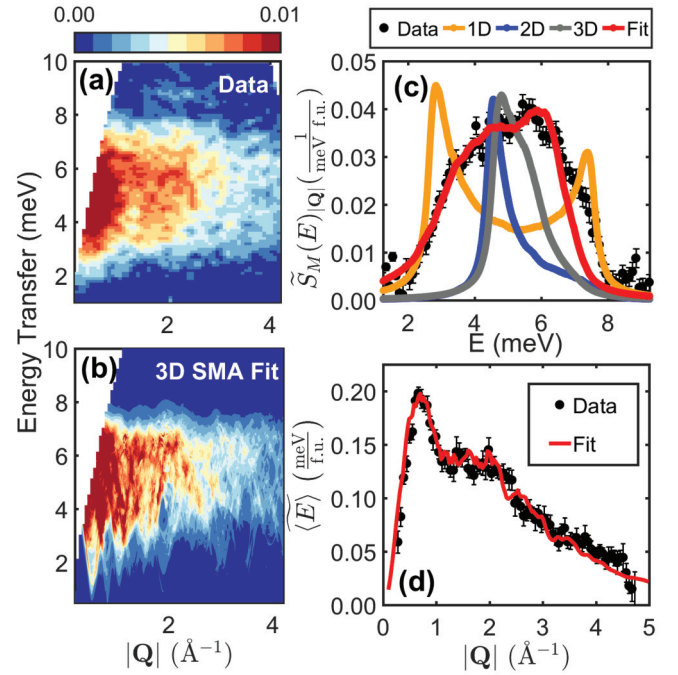 0.00 0.01
Data 1D 2D 3D Fit
(a) Data
10
8
6
4
2
2 4
Energy Transfer (meV)
(b) 3D SMA Fit
10
8
6
4
2
2 4
|Q| (Å⁻¹)
(c)
0.05
0.04
0.03
0.02
0.01
0.00
2 4 6 8
E (meV)
S̃_M(E)_|Q| (1/meV f.u.)
(d)
Data
Fit
0.20
0.15
0.10
0.05
0.00
0 1 2 3 4 5
|Q| (Å⁻¹)
⟨E⟩̃ (meV/f.u.)